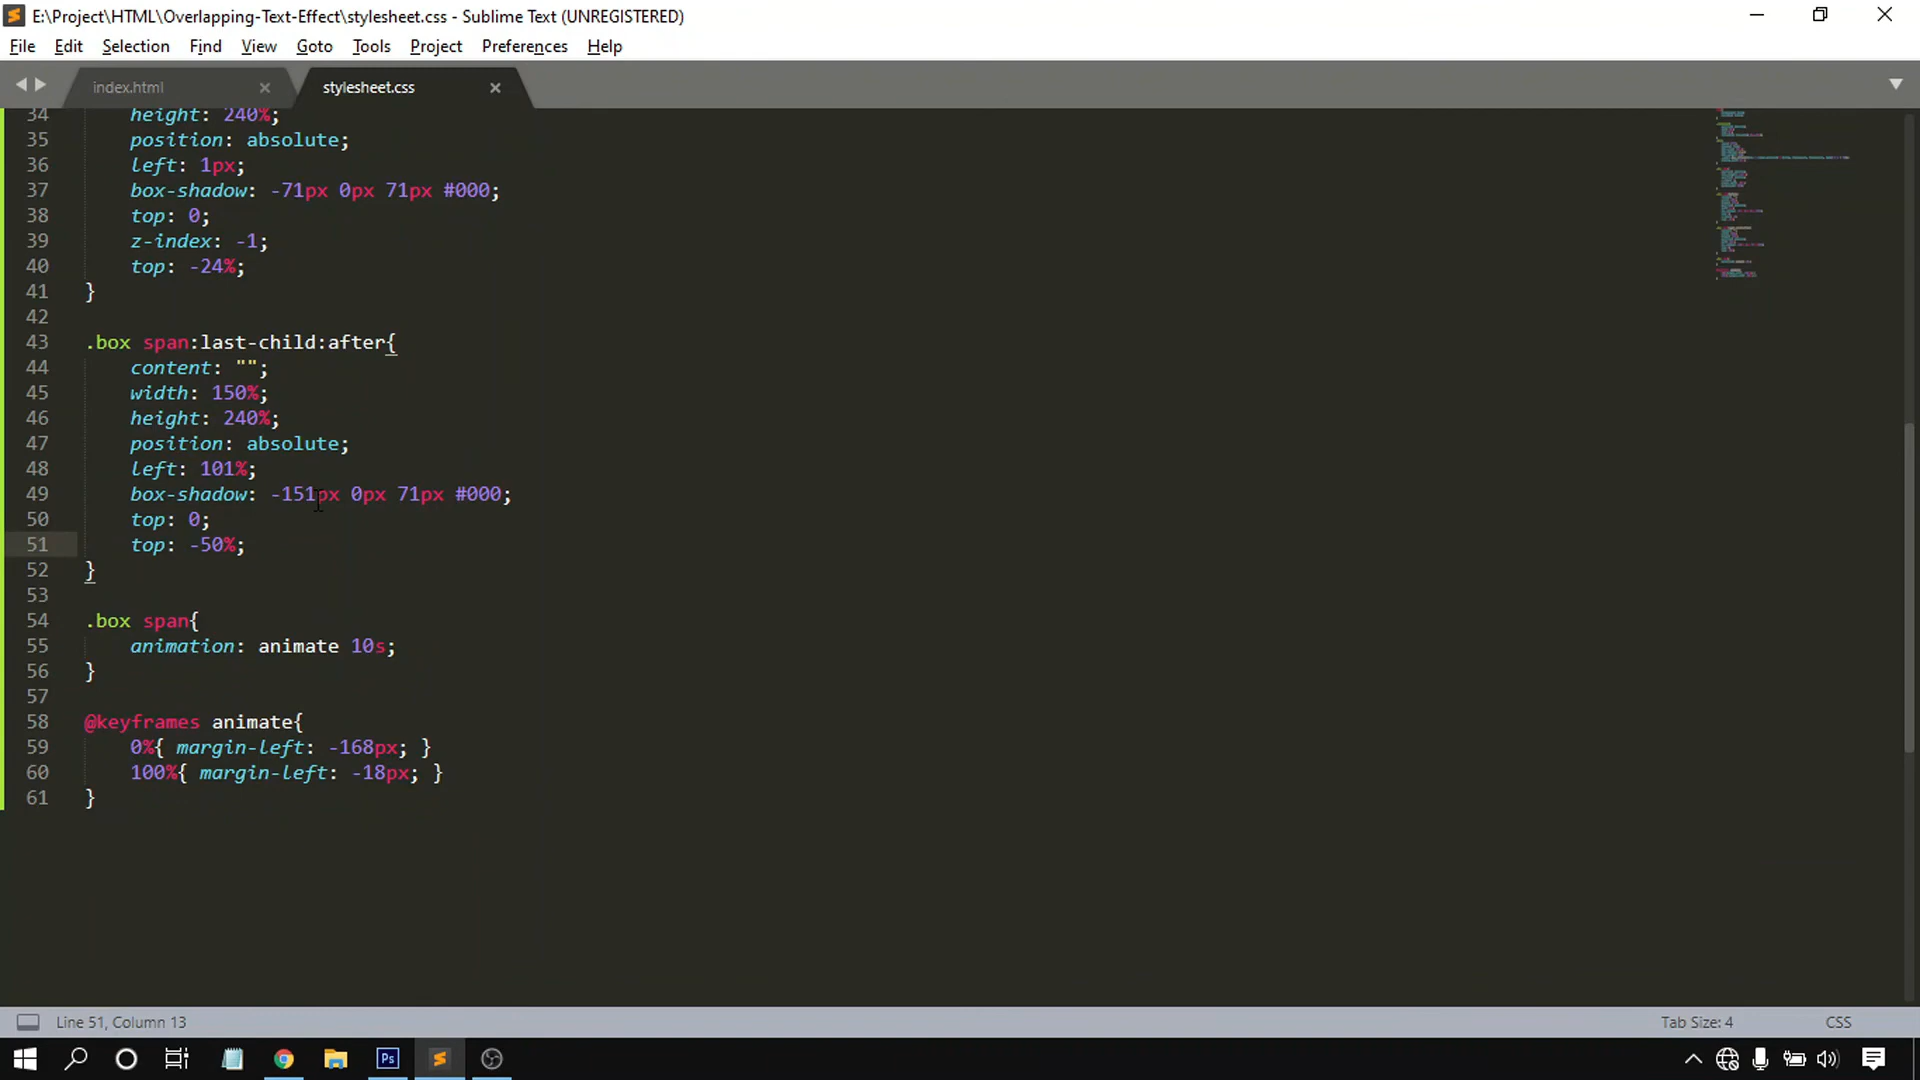 E:\Project\HTML\Overlapping-Text-Effect\stylesheet.css - Sublime Text (UNREGISTERED)
File Edit Selection Find View Goto Tools Project Preferences Help
index.html stylesheet.css
34 height: 240%;
35 position: absolute;
36 left: 1px;
37 box-shadow: -71px 0px 71px #000;
38 top: 0;
39 z-index: -1;
40 top: -24%;
41 }
42
43 .box span:last-child:after{
44 content: "";
45 width: 150%;
46 height: 240%;
47 position: absolute;
48 left: 101%;
49 box-shadow: -151px 0px 71px #000;
50 top: 0;
51 top: -50%;
52 }
53
54 .box span{
55 animation: animate 10s;
56 }
57
58 @keyframes animate{
59 0%{ margin-left: -168px; }
60 100%{ margin-left: -18px; }
61 }
Line 51, Column 13 Tab Size: 4 CSS
Ps